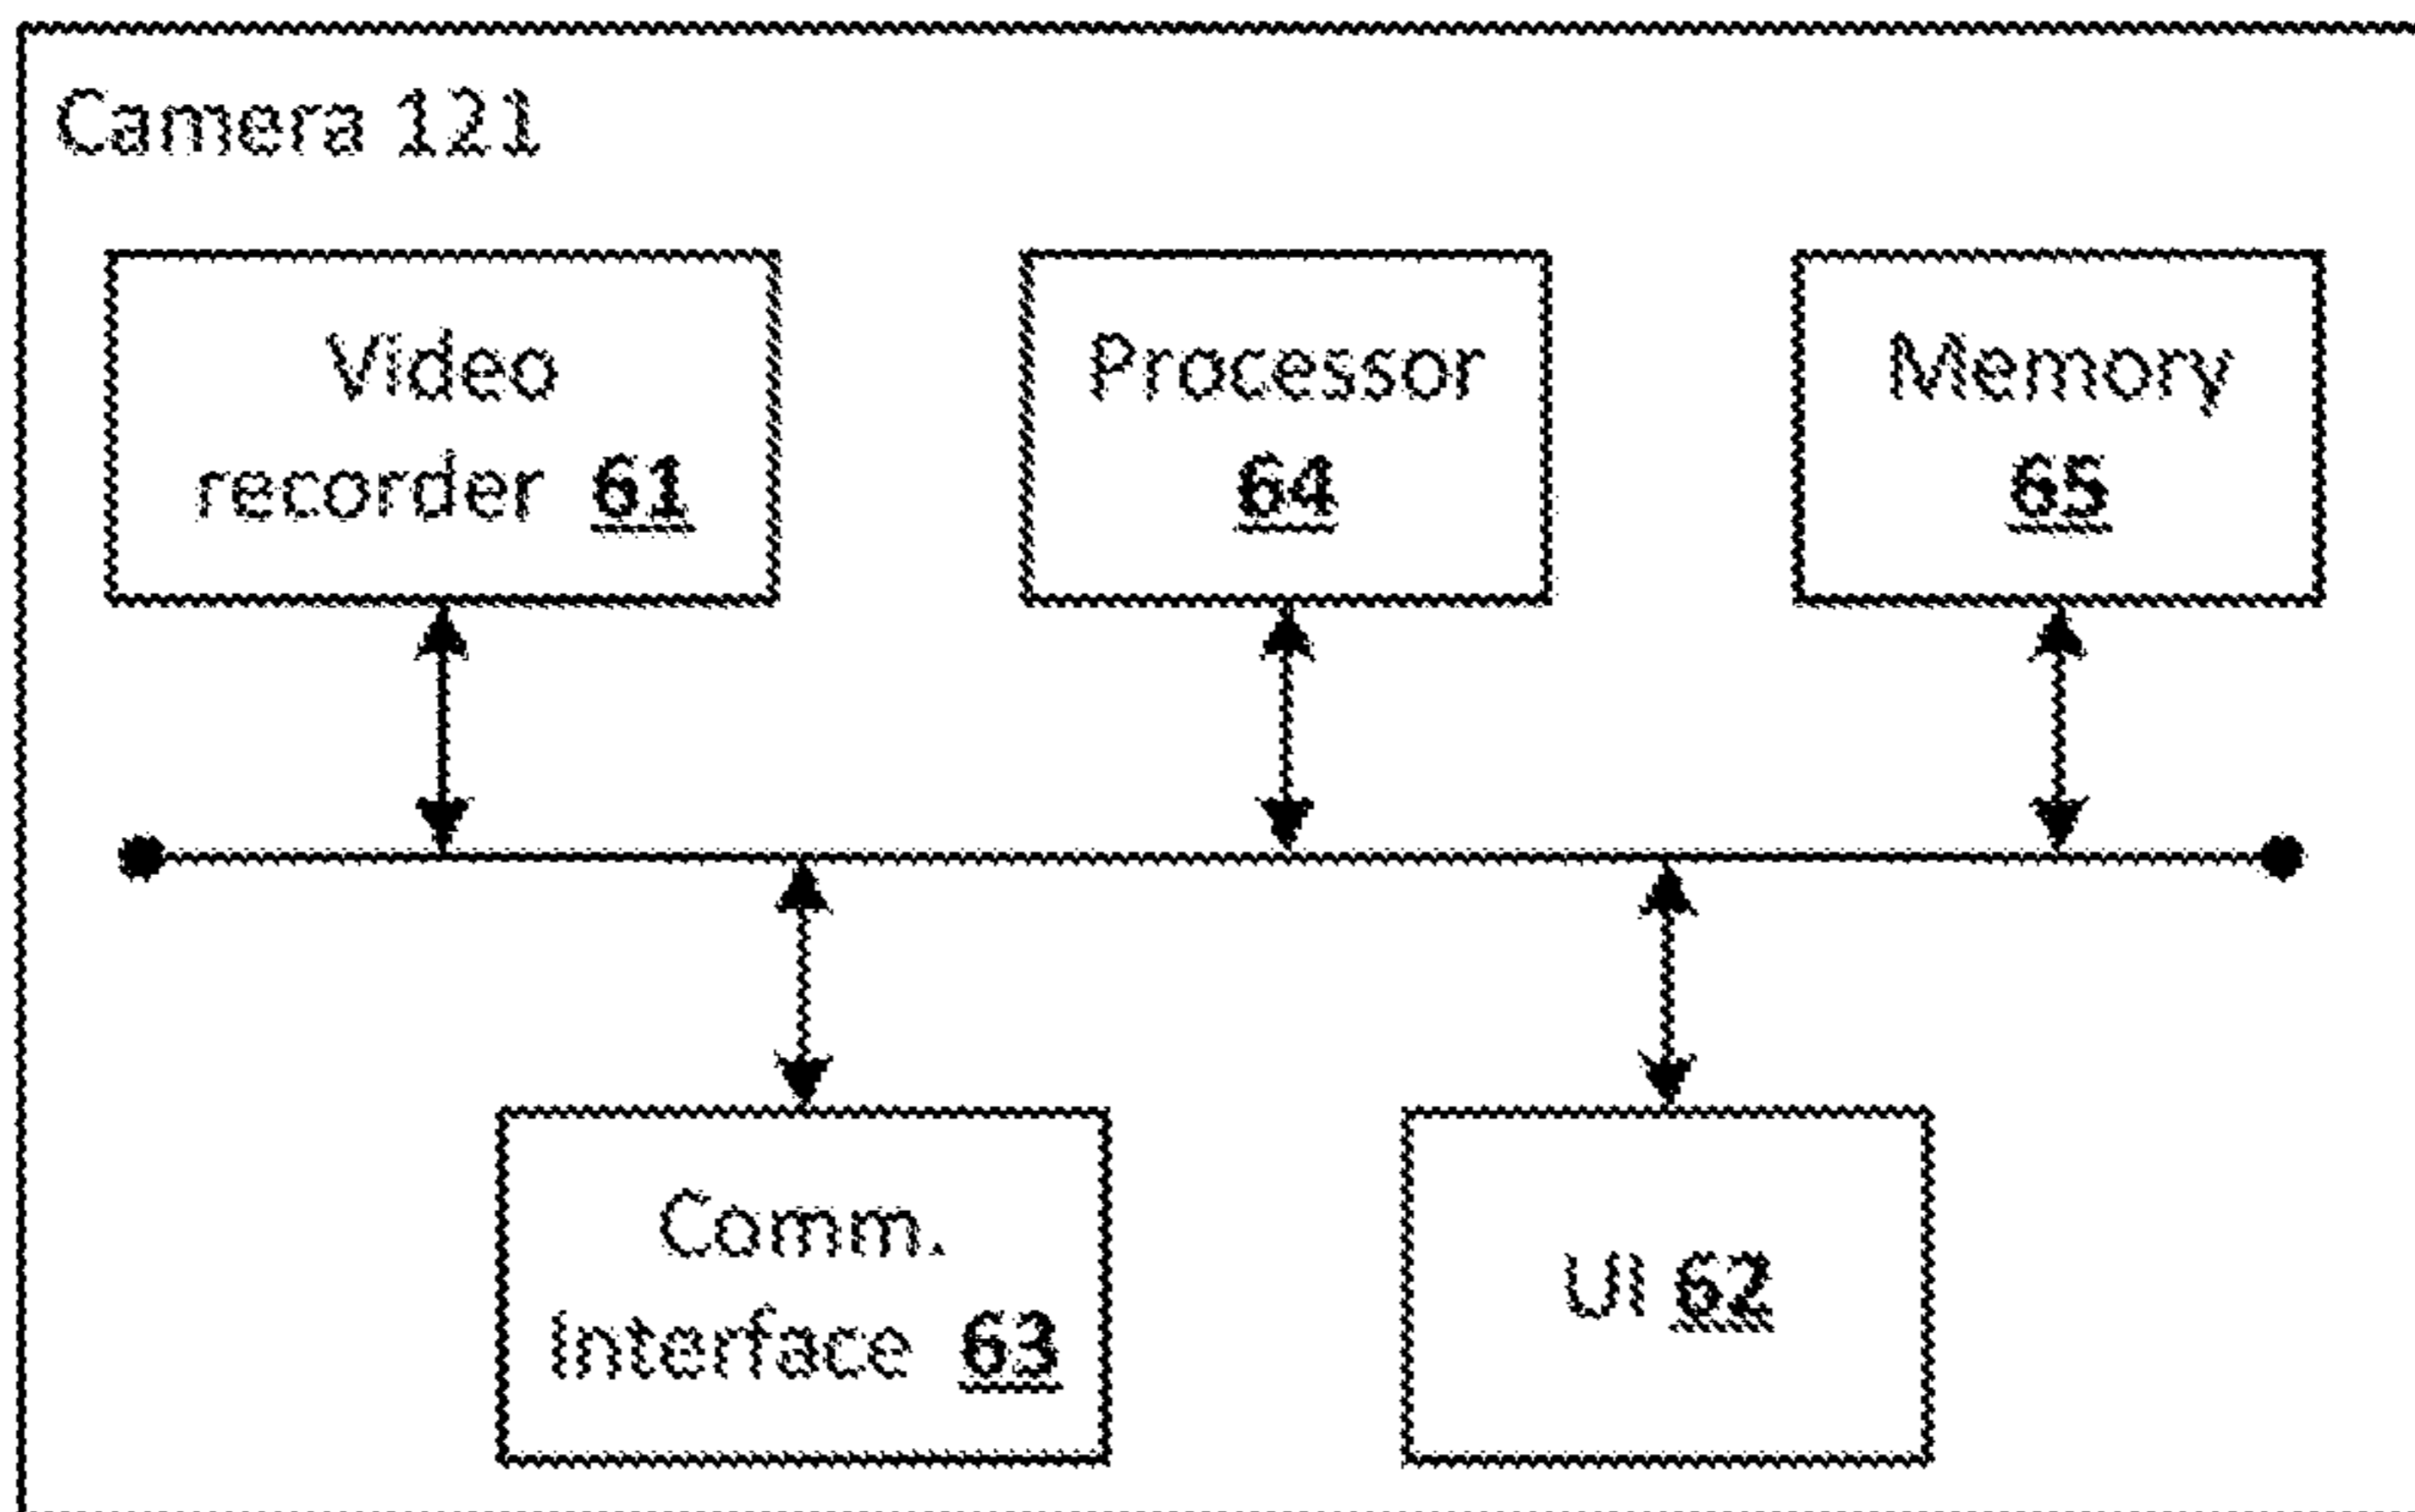 Camera 121
Video
recorder 61
Processor
64
Memory
65
Comm.
Interface 63
UI 62